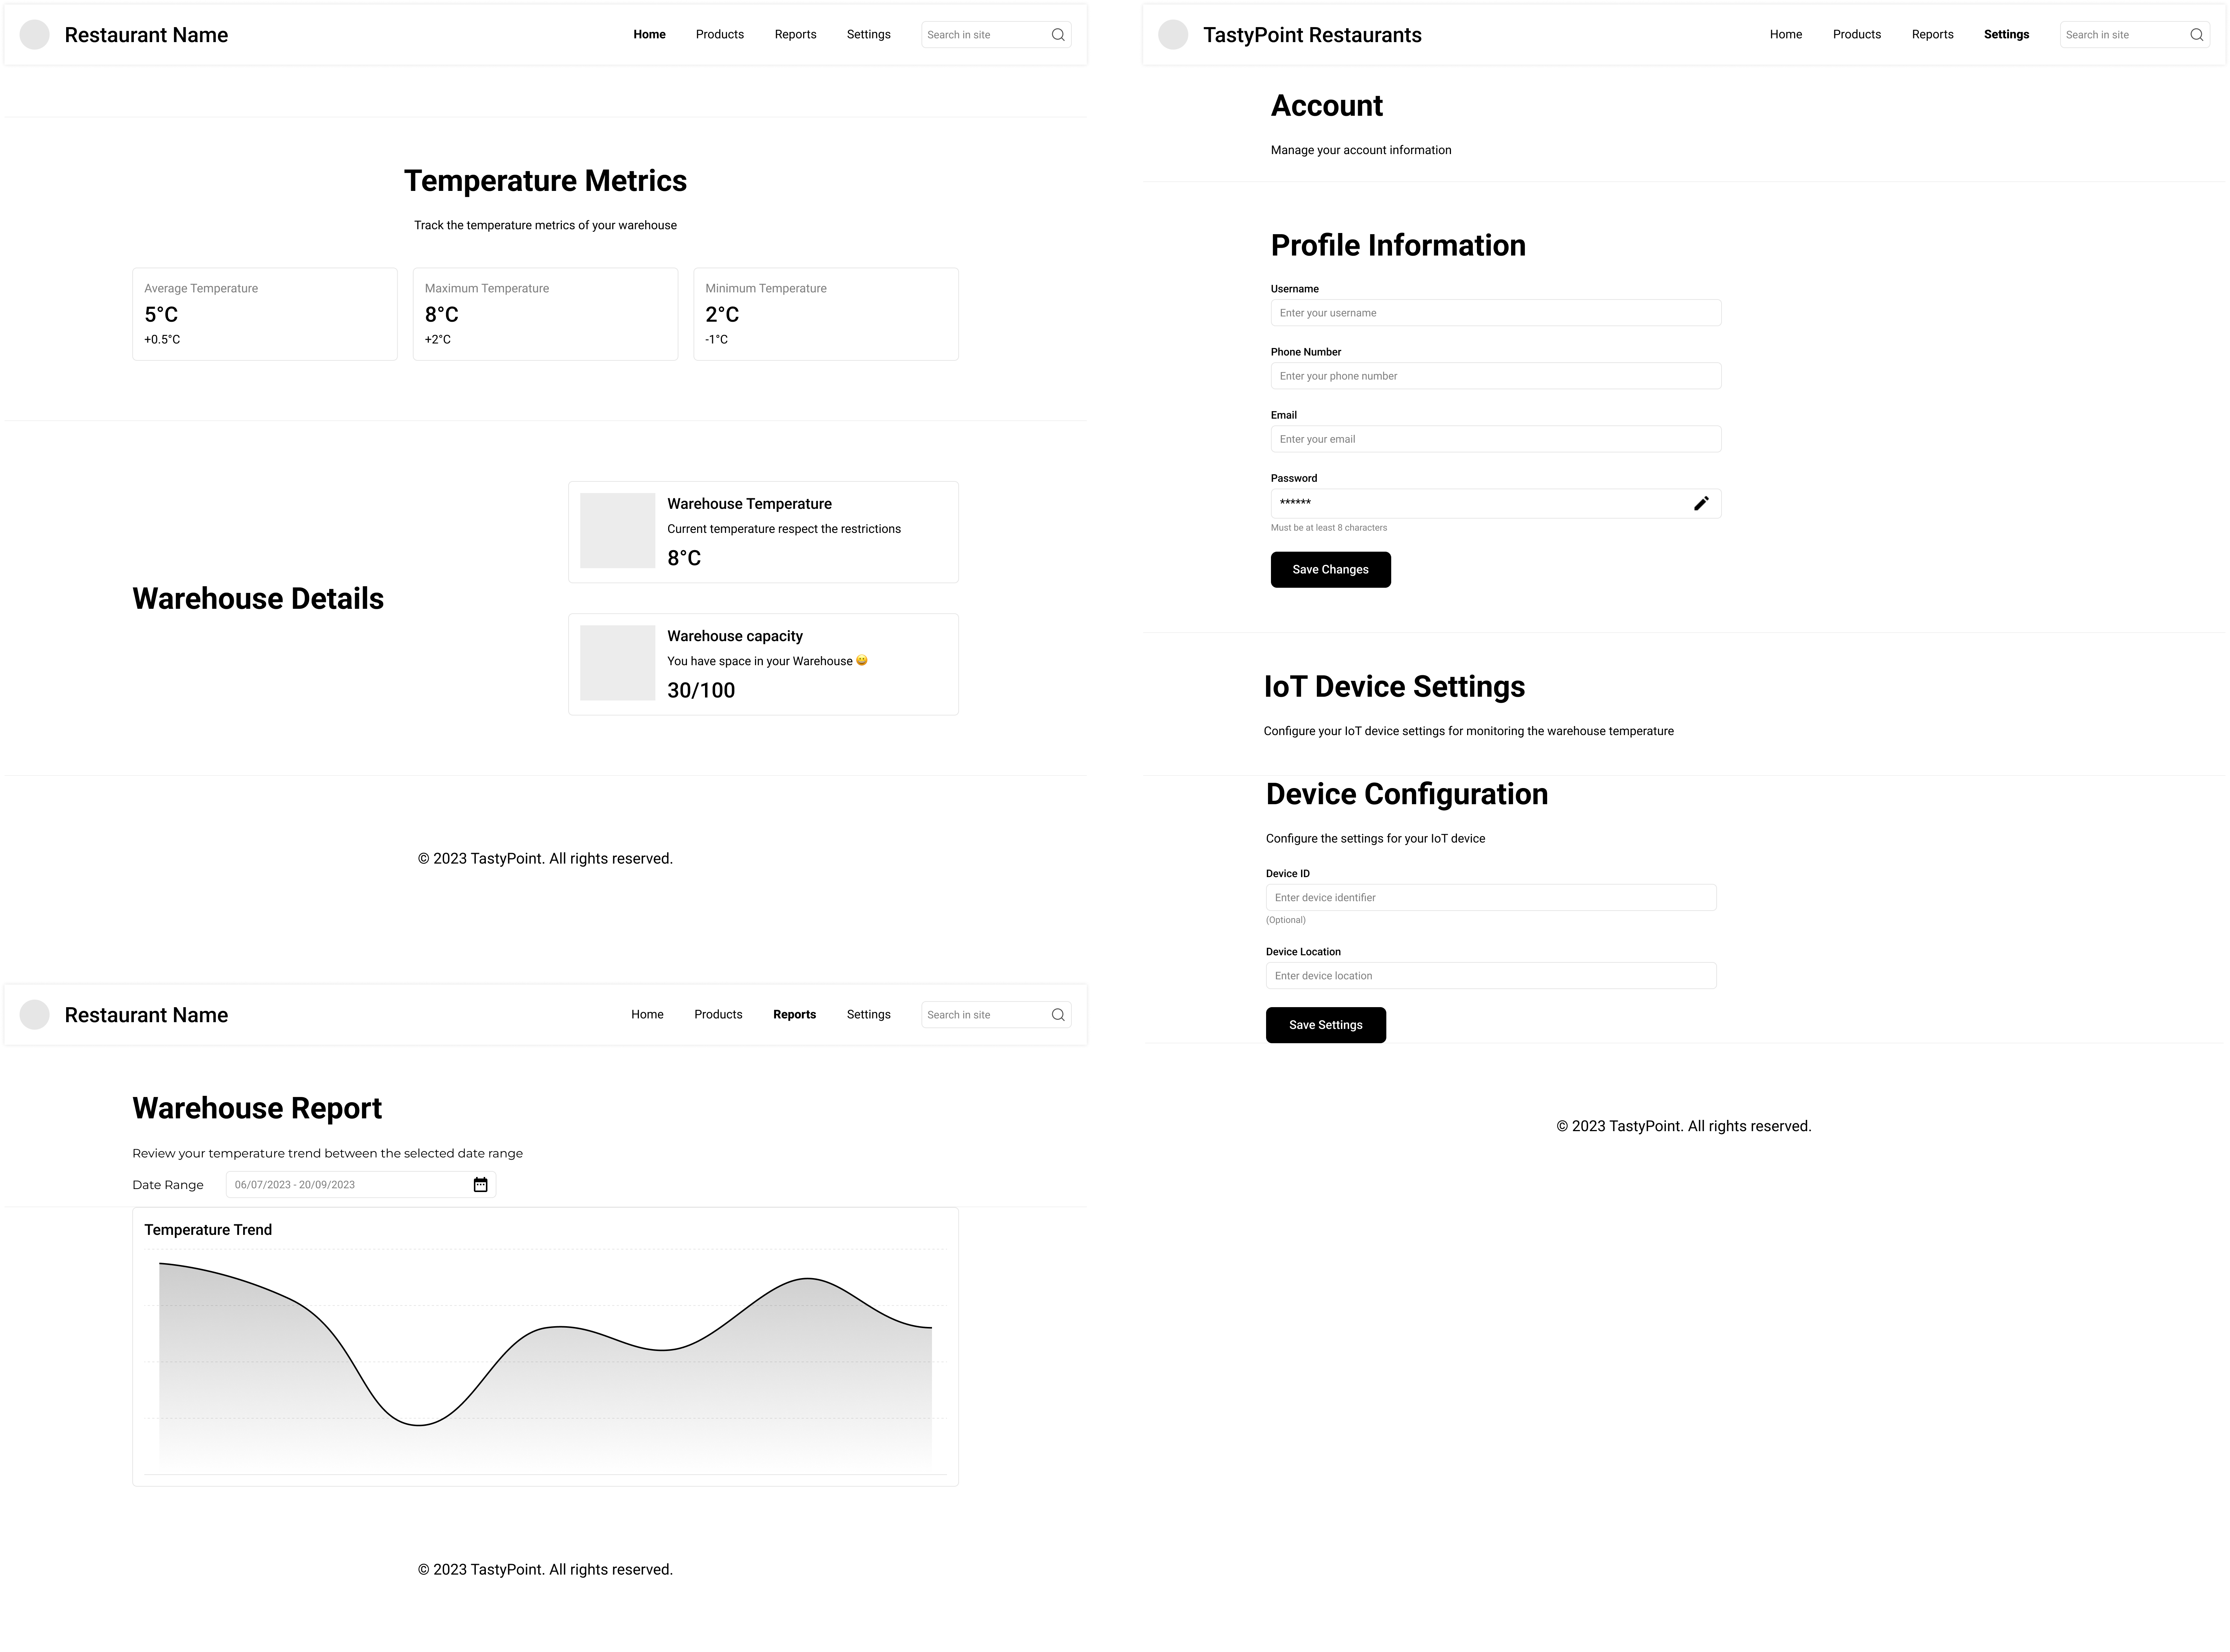 Restaurant Name
Home Products Reports Settings Search in site
Temperature Metrics
Track the temperature metrics of your warehouse
Average Temperature
5°C
+0.5°C
Maximum Temperature
8°C
+2°C
Minimum Temperature
2°C
-1°C
Warehouse Details
Warehouse Temperature
Current temperature respect the restrictions
8°C
Warehouse capacity
You have space in your Warehouse 😀
30/100
© 2023 TastyPoint. All rights reserved.
Restaurant Name
Home Products Reports Settings Search in site
Warehouse Report
Review your temperature trend between the selected date range
Date Range 06/07/2023 - 20/09/2023
Temperature Trend
© 2023 TastyPoint. All rights reserved.
TastyPoint Restaurants
Home Products Reports Settings Search in site
Account
Manage your account information
Profile Information
Username
Enter your username
Phone Number
Enter your phone number
Email
Enter your email
Password
******
Must be at least 8 characters
Save Changes
IoT Device Settings
Configure your IoT device settings for monitoring the warehouse temperature
Device Configuration
Configure the settings for your IoT device
Device ID
Enter device identifier
(Optional)
Device Location
Enter device location
Save Settings
© 2023 TastyPoint. All rights reserved.